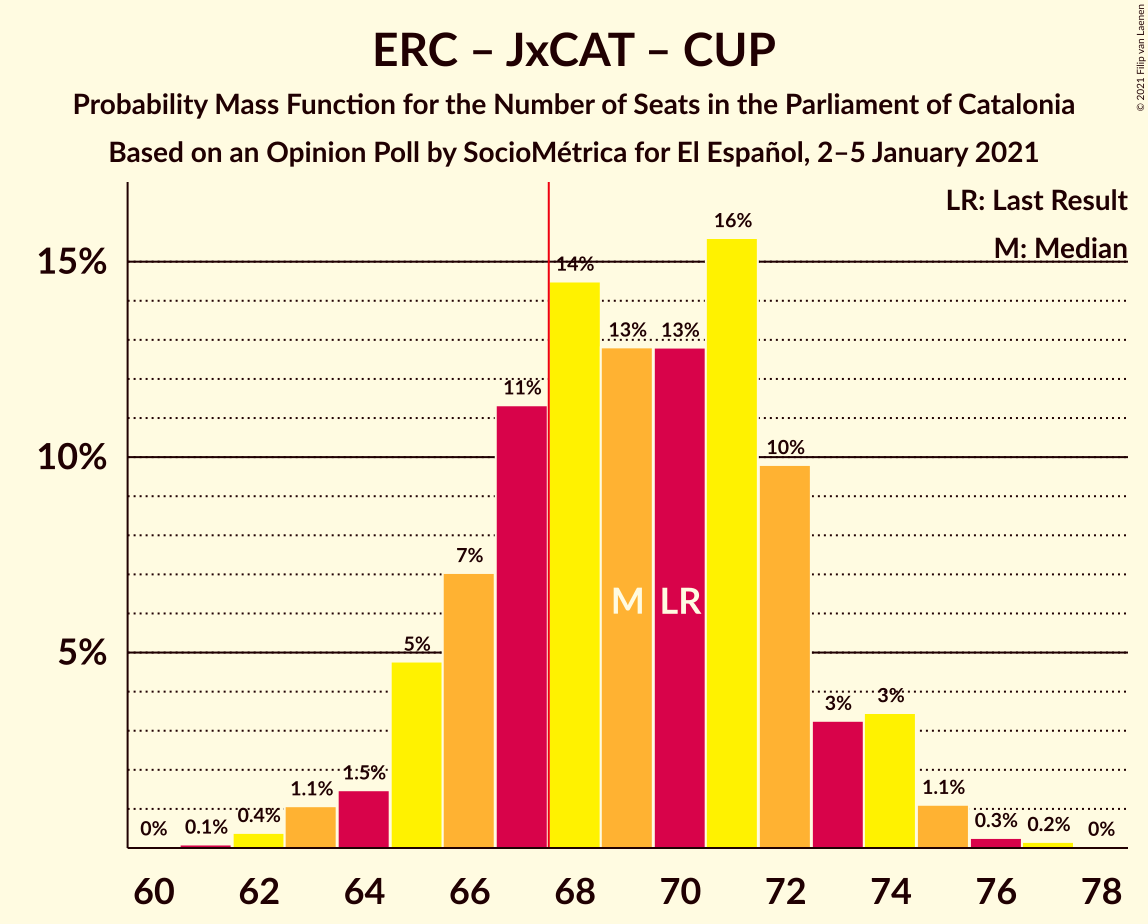 ERC – JxCAT – CUP
Probability Mass Function for the Number of Seats in the Parliament of Catalonia
Based on an Opinion Poll by SocioMétrica for El Español, 2–5 January 2021
© 2021 Filip van Laenen
LR: Last Result
M: Median
15%
10%
5%
0%
0.1%
0.4%
1.1%
1.5%
5%
7%
11%
14%
13%
13%
16%
10%
3%
3%
1.1%
0.3%
0.2%
0%
M
LR
60 62 64 66 68 70 72 74 76 78